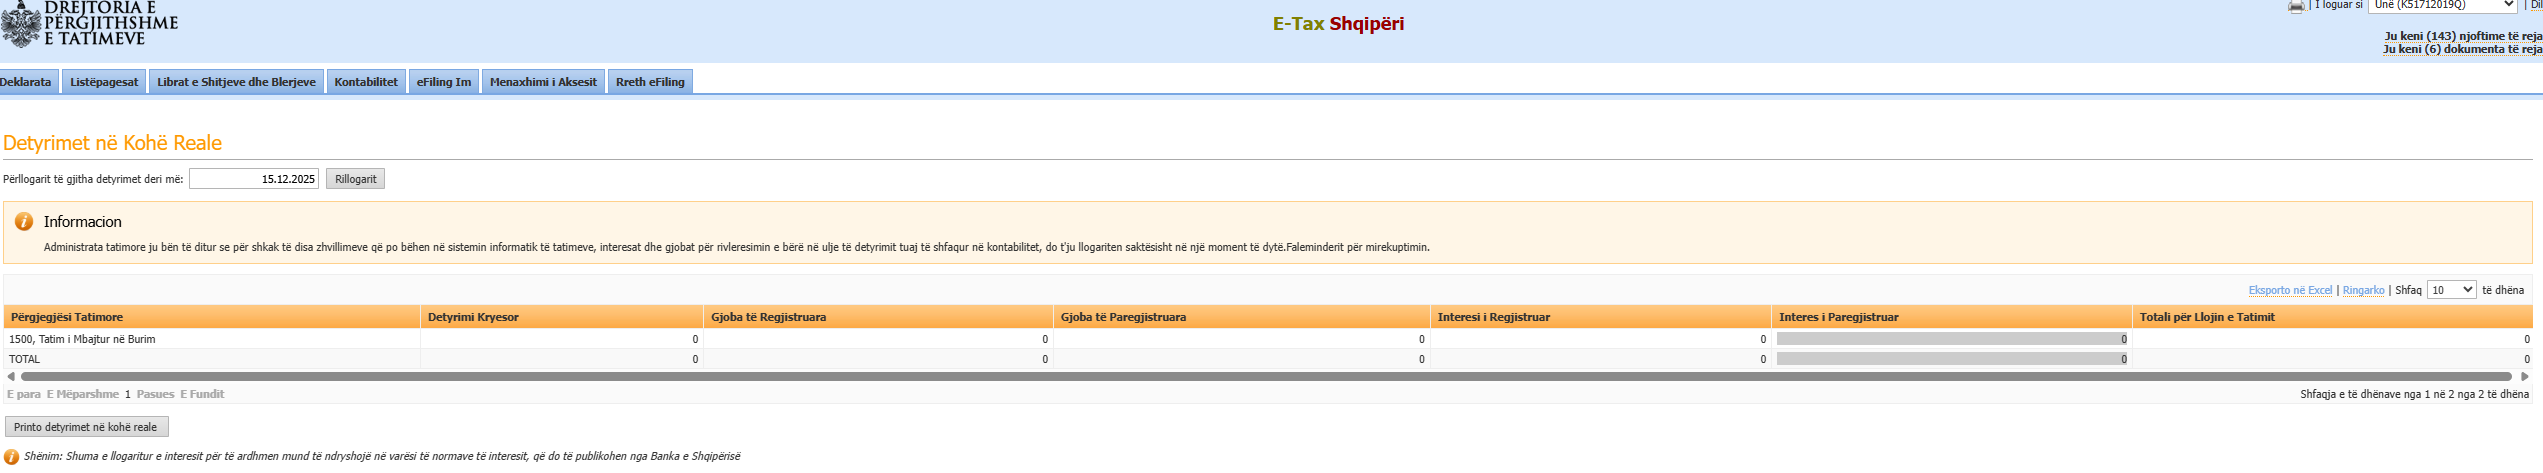 DREJTORIA E
PËRGJITHSHME
E TATIMEVE
E-Tax Shqipëri
| I loguar si Unë (K51712019Q) | Dil
Ju keni (143) njoftime të reja
Ju keni (6) dokumenta të reja
Deklarata Listëpagesat Librat e Shitjeve dhe Blerjeve Kontabilitet eFiling Im Menaxhimi i Aksesit Rreth eFiling
Detyrimet në Kohë Reale
Përllogarit të gjitha detyrimet deri më: 15.12.2025 Rillogarit
Informacion
Administrata tatimore ju bën të ditur se për shkak të disa zhvillimeve që po bëhen në sistemin informatik të tatimeve, interesat dhe gjobat për rivleresimin e bërë në ulje të detyrimit tuaj të shfaqur në kontabilitet, do t'ju llogariten saktësisht në një moment të dytë.Faleminderit për mirekuptimin.
Eksporto në Excel | Ringarko | Shfaq 10 të dhëna
Përgjegjësi Tatimore Detyrimi Kryesor Gjoba të Regjistruara Gjoba të Paregjistruara Interesi i Regjistruar Interes i Paregjistruar Totali për Llojin e Tatimit
1500, Tatim i Mbajtur në Burim 0 0 0 0 0 0
TOTAL 0 0 0 0 0 0
E para E Mëparshme 1 Pasues E Fundit Shfaqja e të dhënave nga 1 në 2 nga 2 të dhëna
Printo detyrimet në kohë reale
Shënim: Shuma e llogaritur e interesit për të ardhmen mund të ndryshojë në varësi të normave të interesit, që do të publikohen nga Banka e Shqipërisë